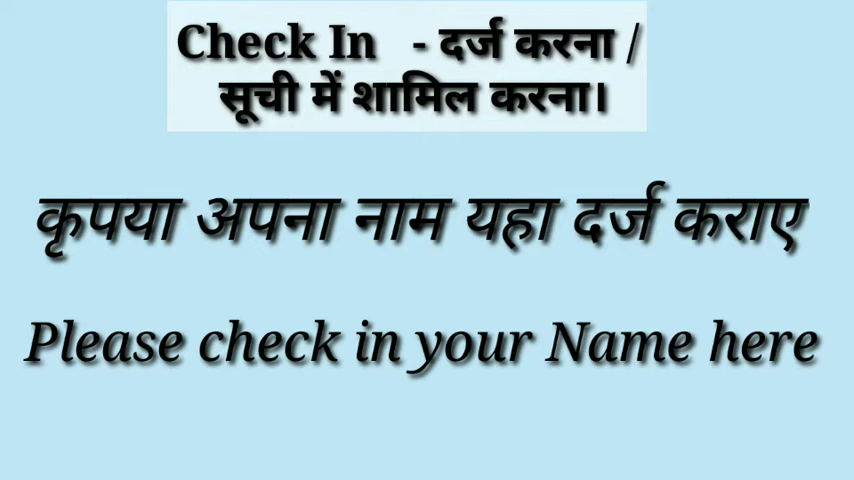 Check In - दर्ज करना /
सूची में शामिल करना।
कृपया अपना नाम यहा दर्ज कराए
Please check in your Name here